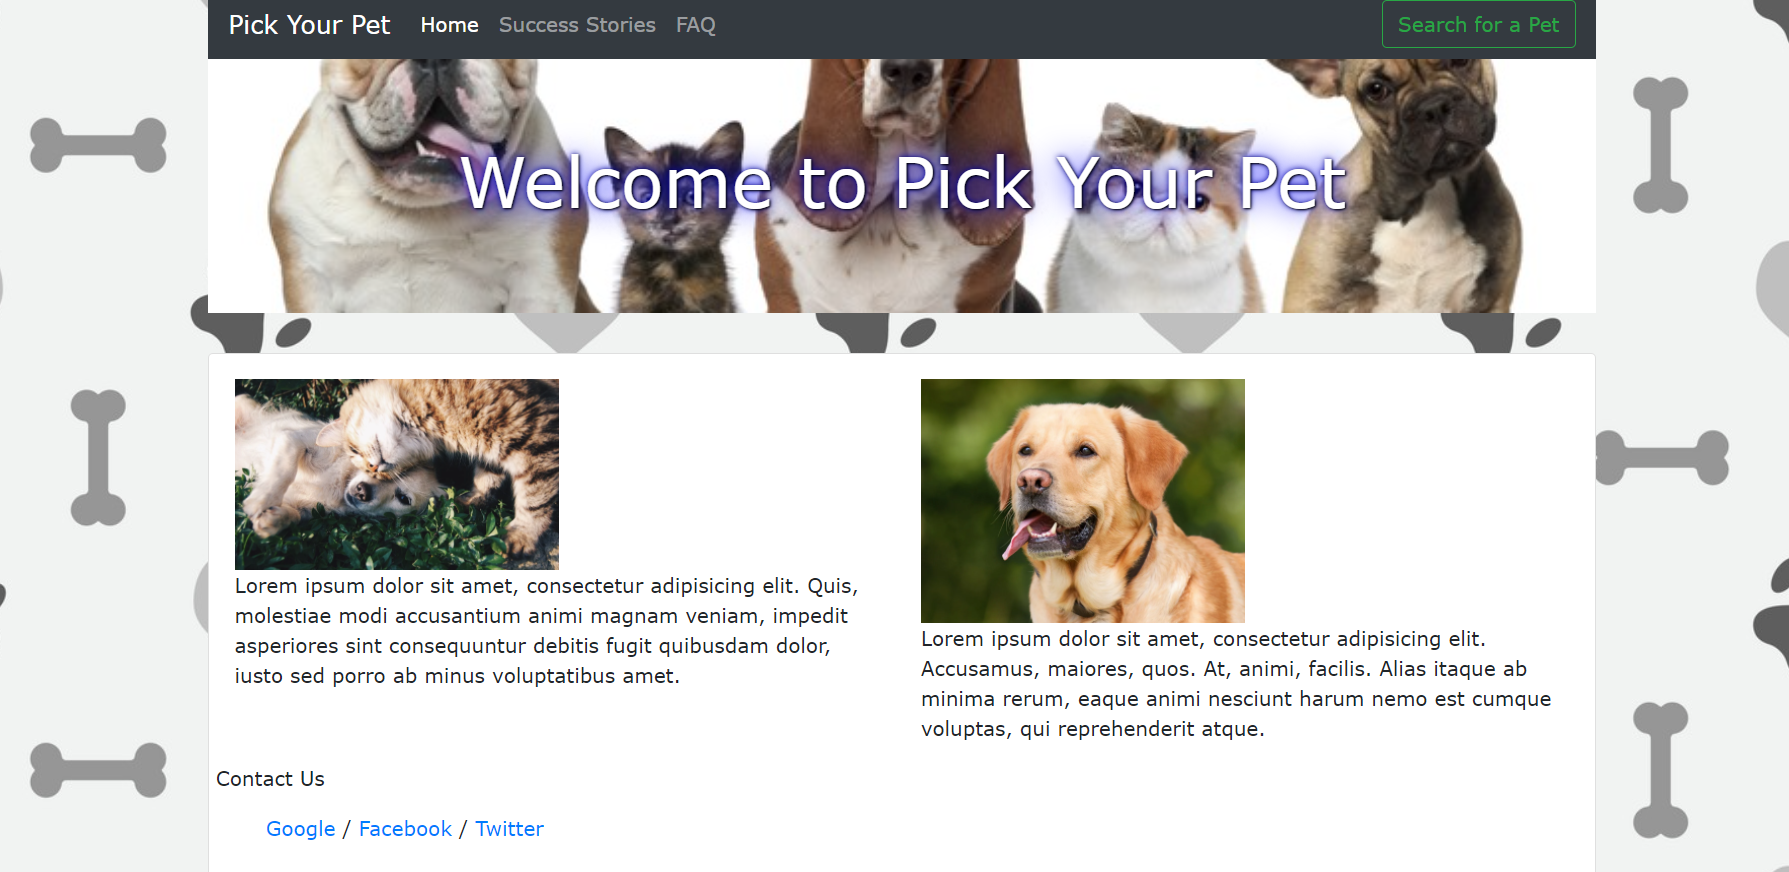 Pick Your Pet Home Success Stories FAQ Search for a Pet
Welcome to Pick Your Pet
Lorem ipsum dolor sit amet, consectetur adipisicing elit. Quis,
molestiae modi accusantium animi magnam veniam, impedit
asperiores sint consequuntur debitis fugit quibusdam dolor,
iusto sed porro ab minus voluptatibus amet.
Lorem ipsum dolor sit amet, consectetur adipisicing elit.
Accusamus, maiores, quos. At, animi, facilis. Alias itaque ab
minima rerum, eaque animi nesciunt harum nemo est cumque
voluptas, qui reprehenderit atque.
Contact Us
Google / Facebook / Twitter